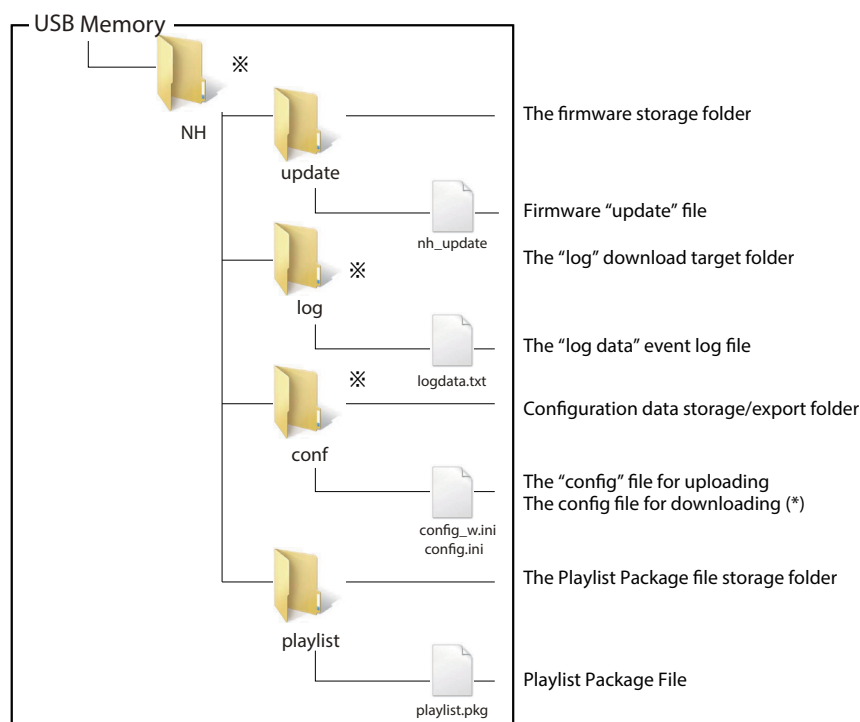 USB Memory
※
NH
The firmware storage folder
update
Firmware “update” file
nh_update
The “log” download target folder
※
log
The “log data” event log file
logdata.txt
※
Configuration data storage/export folder
conf
The “config” file for uploading
The config file for downloading (*)
config_w.ini
config.ini
The Playlist Package file storage folder
playlist
Playlist Package File
playlist.pkg